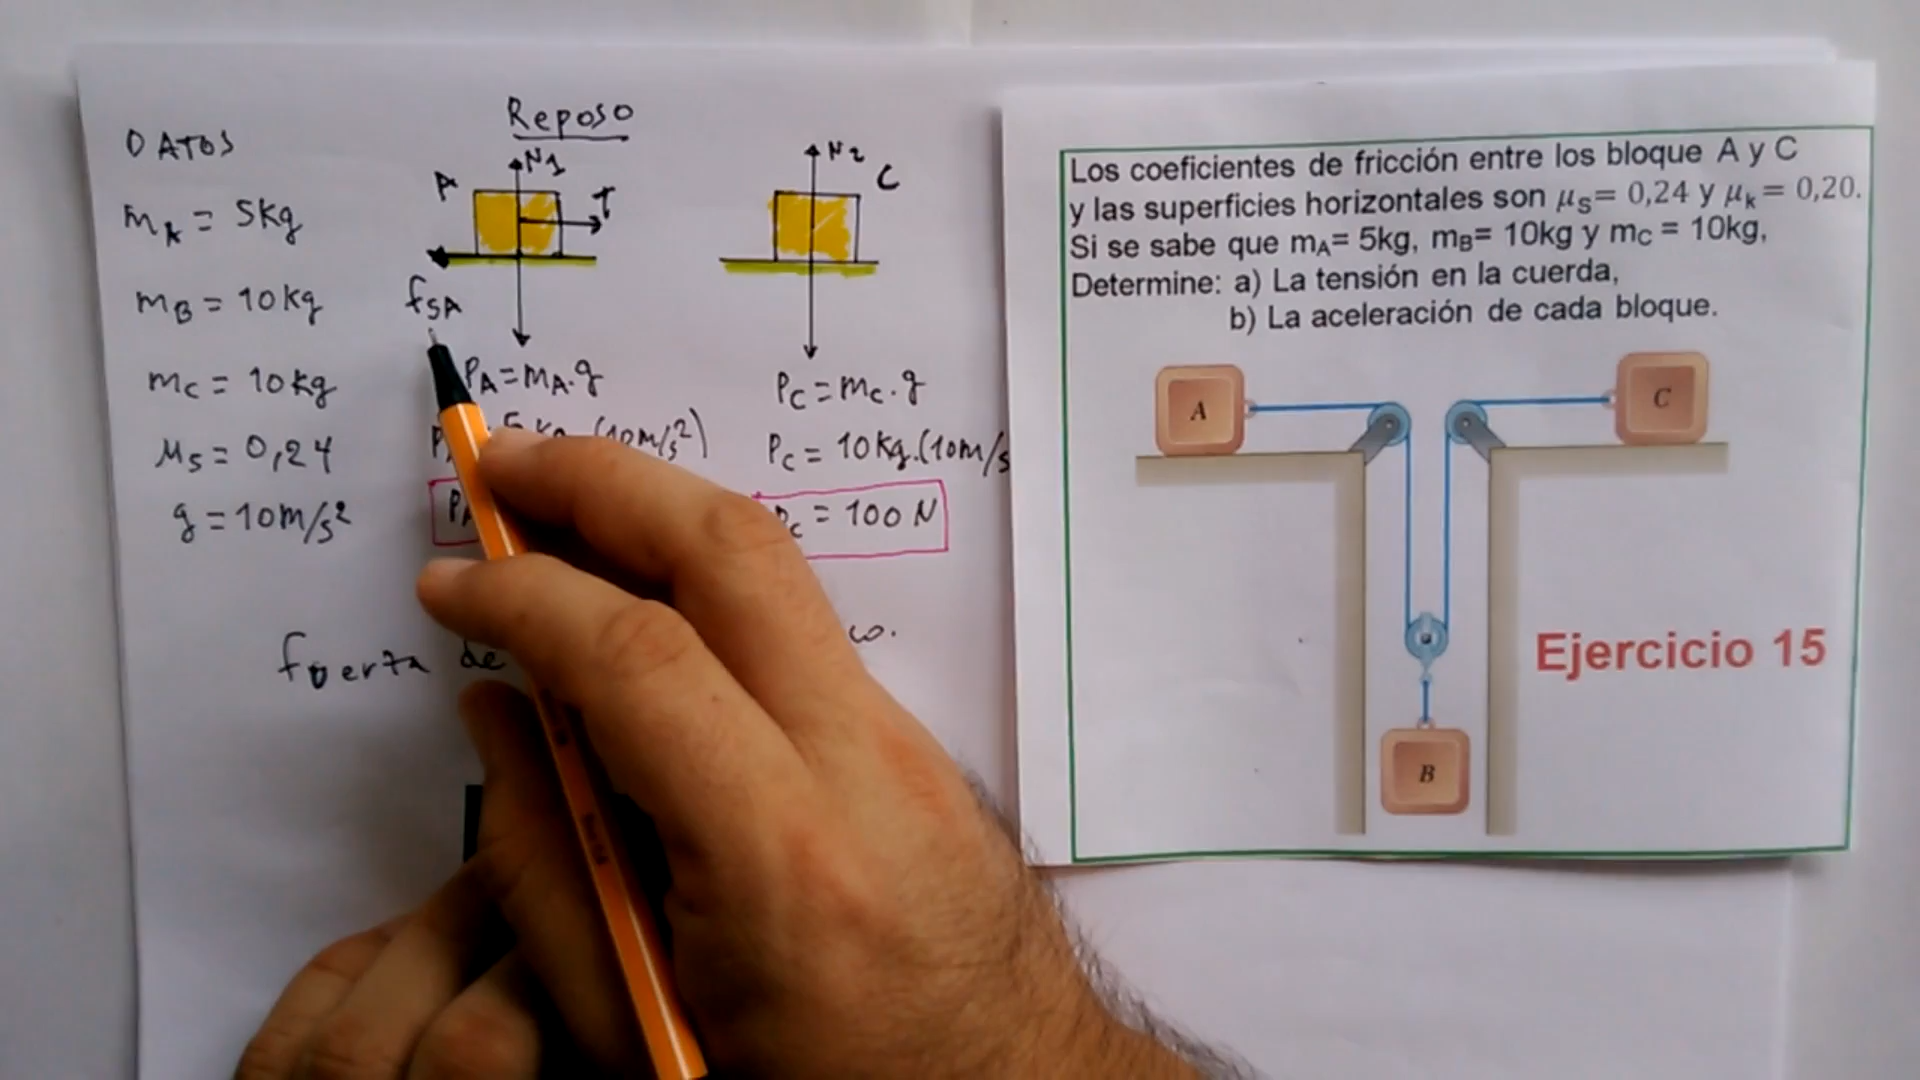 DATOS
mA = 5Kg
mB = 10Kg
mC = 10Kg
μs = 0,24
g = 10m/s²
Reposo
A
N1
T
fSA
PA = mA.g
(10m/s²)
N2
C
PC = mC.g
PC = 10Kg.(10m/s
= 100 N
fuerza de
co.
Los coeficientes de fricción entre los bloque A y C
y las superficies horizontales son μs= 0,24 y μk = 0,20.
Si se sabe que mA= 5kg, mB= 10kg y mC = 10kg,
Determine: a) La tensión en la cuerda,
b) La aceleración de cada bloque.
A
C
B
Ejercicio 15